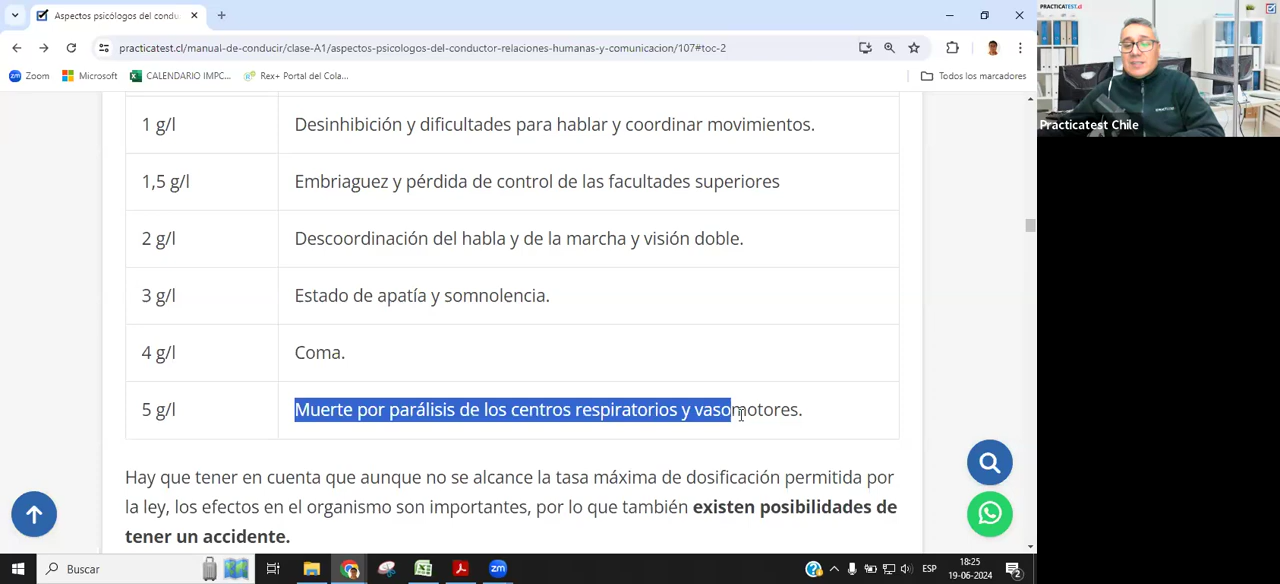 Aspectos psicólogos del condu
practicatest.cl/manual-de-conducir/clase-A1/aspectos-psicologos-del-conductor-relaciones-humanas-y-comunicacion/107#toc-2
zm Zoom
Microsoft
CALENDARIO IMPC...
Rex+ Portal del Cola...
Todos los marcadores
PRACTICATEST.cl
Practicatest Chile
1 g/l Desinhibición y dificultades para hablar y coordinar movimientos.
1,5 g/l Embriaguez y pérdida de control de las facultades superiores
2 g/l Descoordinación del habla y de la marcha y visión doble.
3 g/l Estado de apatía y somnolencia.
4 g/l Coma.
5 g/l Muerte por parálisis de los centros respiratorios y vasomotores.
Hay que tener en cuenta que aunque no se alcance la tasa máxima de dosificación permitida por
la ley, los efectos en el organismo son importantes, por lo que también existen posibilidades de
tener un accidente.
Buscar
zm
ESP
18:25
19-06-2024
2